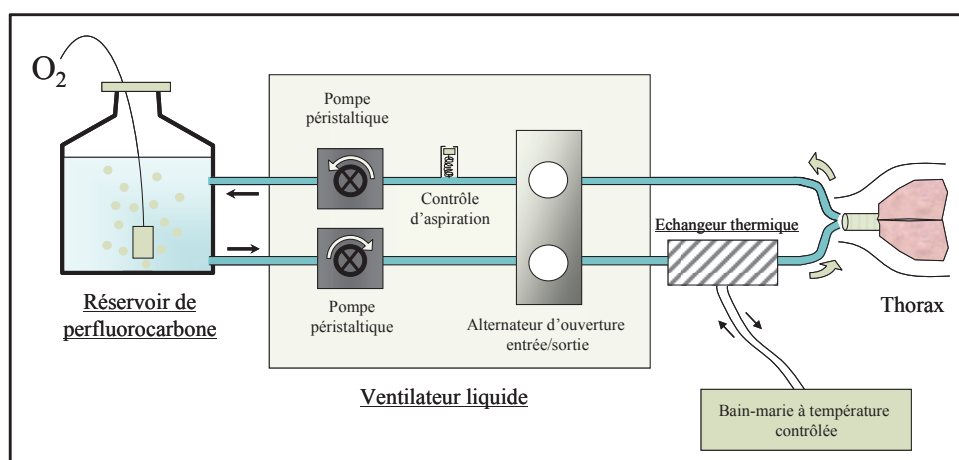 O2
Pompe
péristaltique
Contrôle
d'aspiration
Echangeur thermique
Réservoir de
perfluorocarbone
Pompe
péristaltique
Alternateur d'ouverture
entrée/sortie
Thorax
Ventilateur liquide
Bain-marie à température
contrôlée